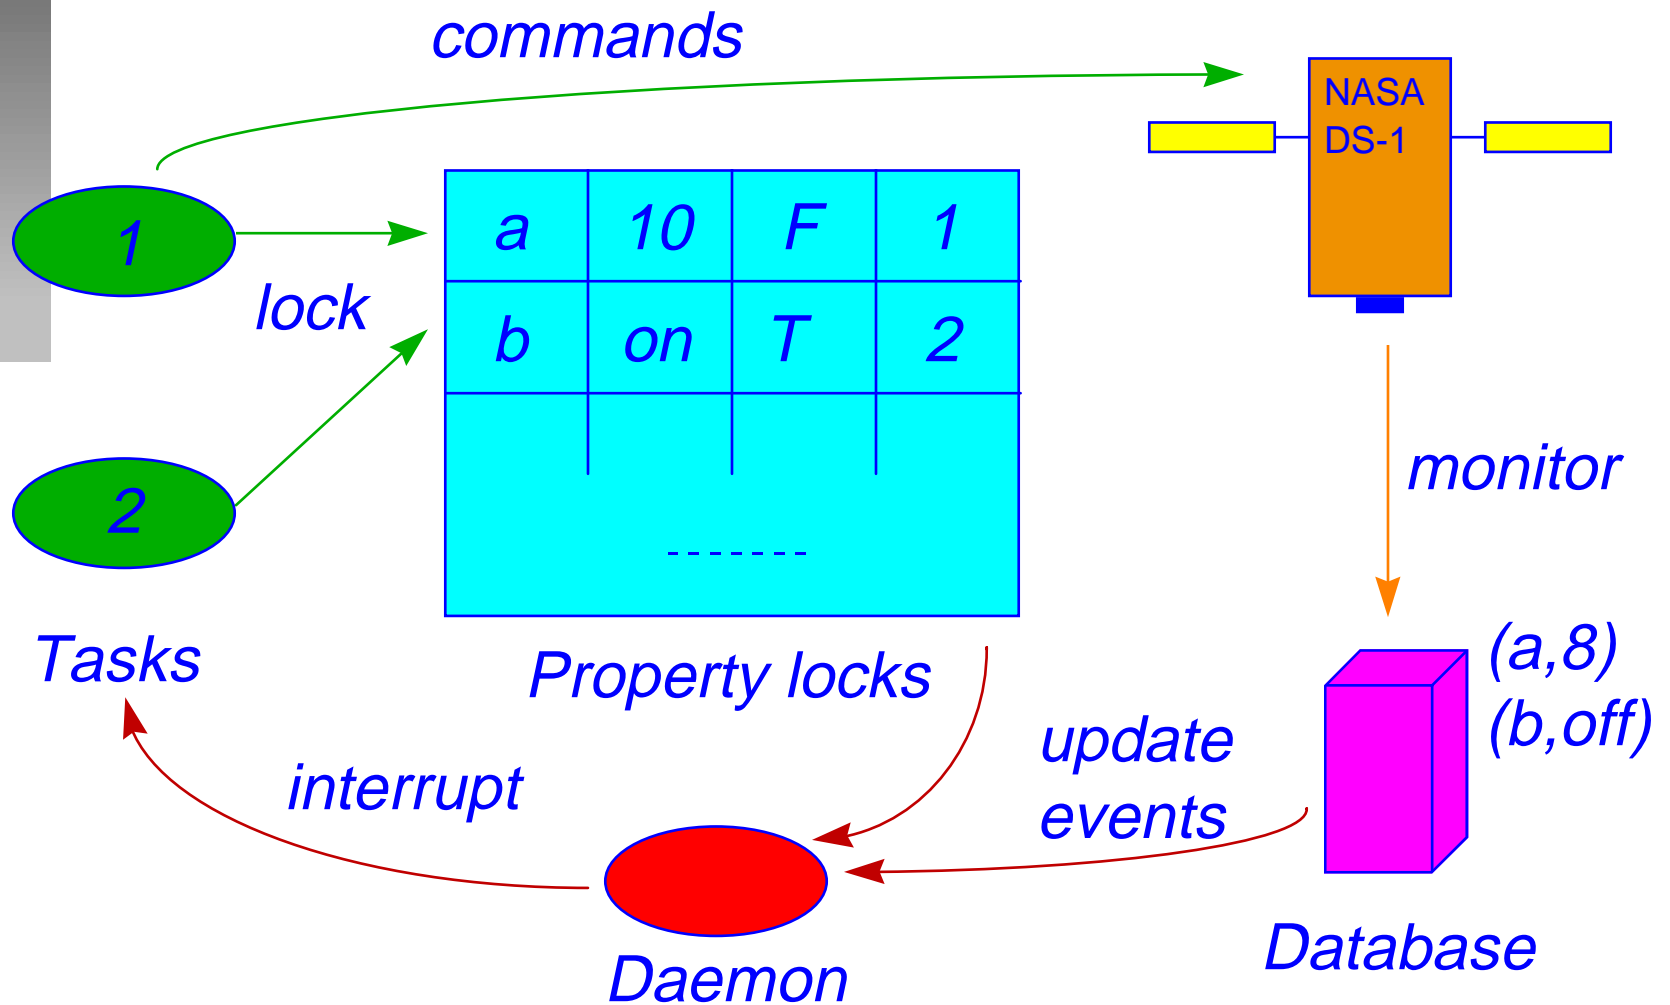 commands
NASA
DS-1
1
a 10 F 1
lock
b on T 2
monitor
2
Tasks
Property locks
(a,8)
(b,off)
update
events
interrupt
Database
Daemon